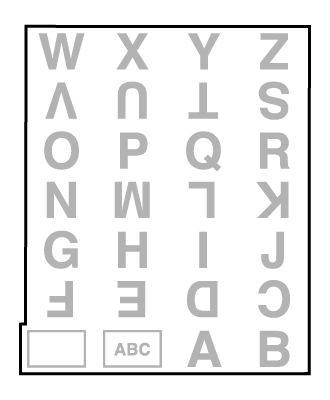 W X Y Z
V U T S
O P Q R
N M L K
G H I J
F E D C
ABC A B